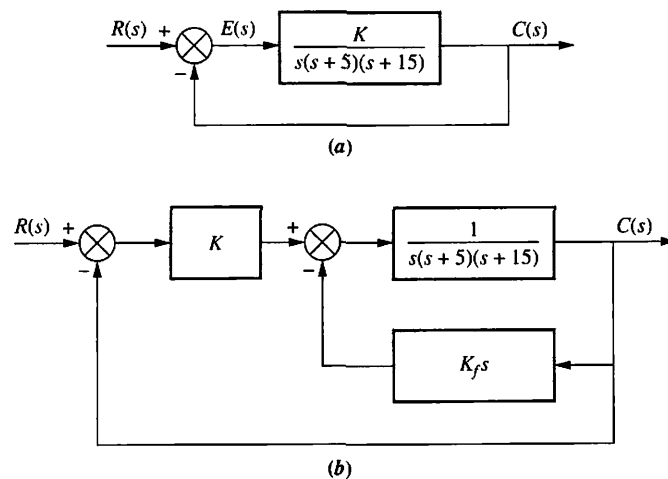 R(s) + E(s) K C(s)
s(s + 5)(s + 15)
−
(a)
R(s) + K + 1 C(s)
s(s + 5)(s + 15)
− −
K_f s
(b)